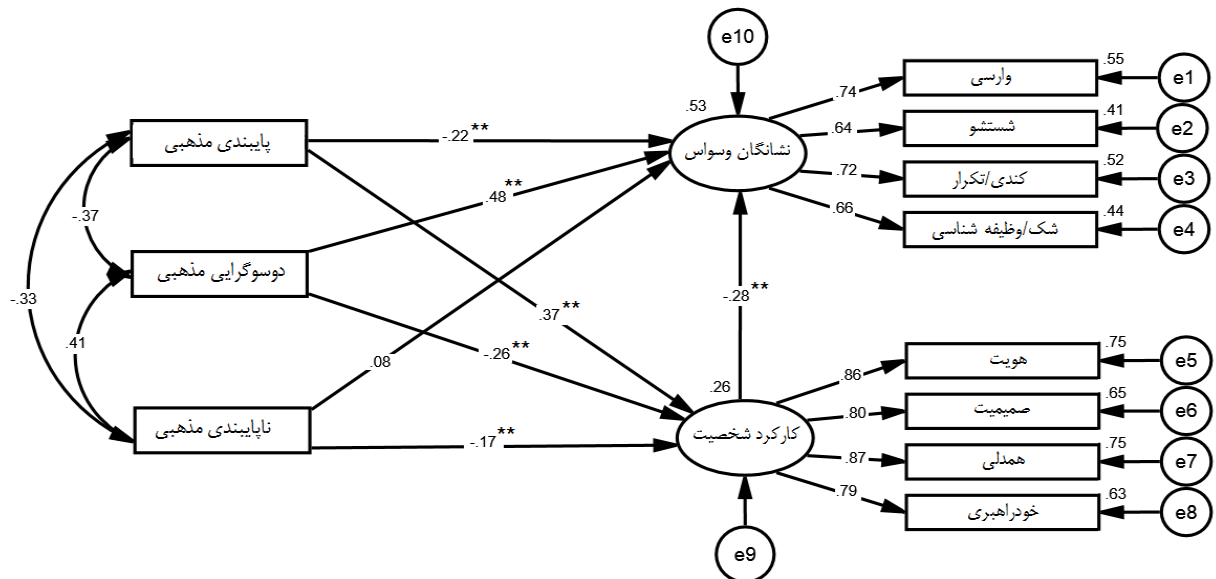 e10
.53
.55
وارسی
e1
.74
.41
شستشو
e2
.64
پایبندی مذهبی
-.22**
نشانگان وسواس
.52
کندی/تکرار
e3
.72
.48**
.44
شک/وظیفه شناسی
e4
.66
-.37
دوسوگرایی مذهبی
-.33
-.28**
.37**
.41
-.26**
.08
.75
هویت
e5
.86
.26
.65
صمیمیت
e6
.80
ناپایبندی مذهبی
-.17**
کارکرد شخصیت
.75
همدلی
e7
.87
.63
خودراهبری
e8
.79
e9